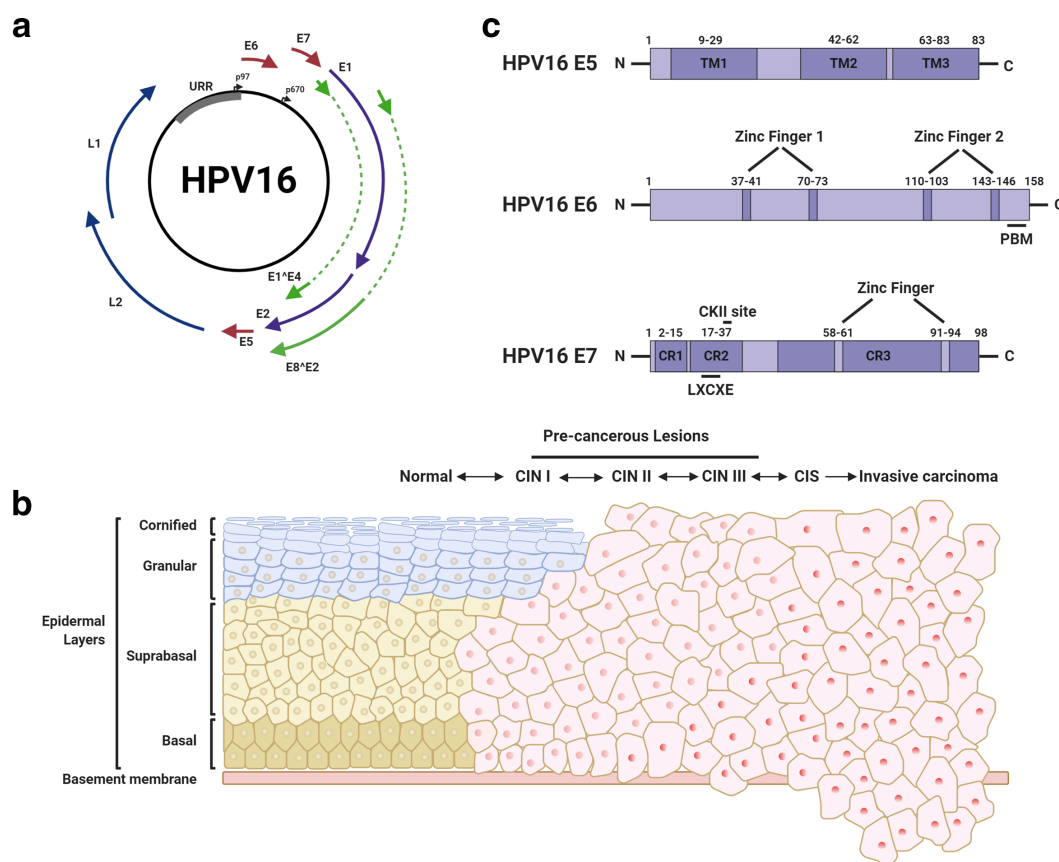 a
E6
E7
E1
URR
p97
p670
L1
HPV16
E1^E4
L2
E2
E5
E8^E2
c
1 9-29 42-62 63-83 83
HPV16 E5 N TM1 TM2 TM3 C
Zinc Finger 1 Zinc Finger 2
1 37-41 70-73 110-103 143-146 158
HPV16 E6 N
PBM
Zinc Finger
CKII site
1 2-15 17-37 58-61 91-94 98
HPV16 E7 N CR1 CR2 CR3 C
LXCXE
Pre-cancerous Lesions
Normal CIN I CIN II CIN III CIS Invasive carcinoma
b
Cornified
Granular
Epidermal
Layers
Suprabasal
Basal
Basement membrane